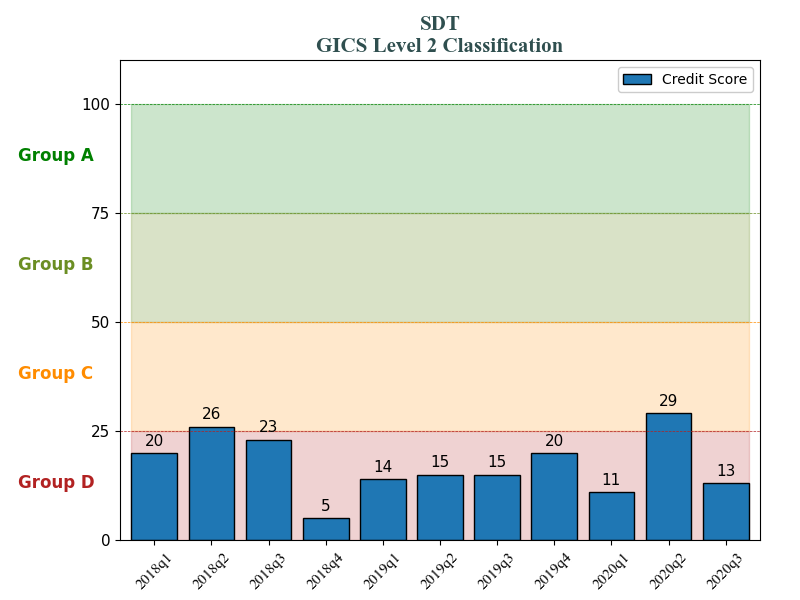 SDT
GICS Level 2 Classification
Credit Score
100
Group A
75
Group B
50
Group C
29
26
25
23
20
20
15
15
14
13
11
5
Group D
0
2018q1
2018q2
2018q3
2018q4
2019q1
2019q2
2019q3
2019q4
2020q1
2020q2
2020q3